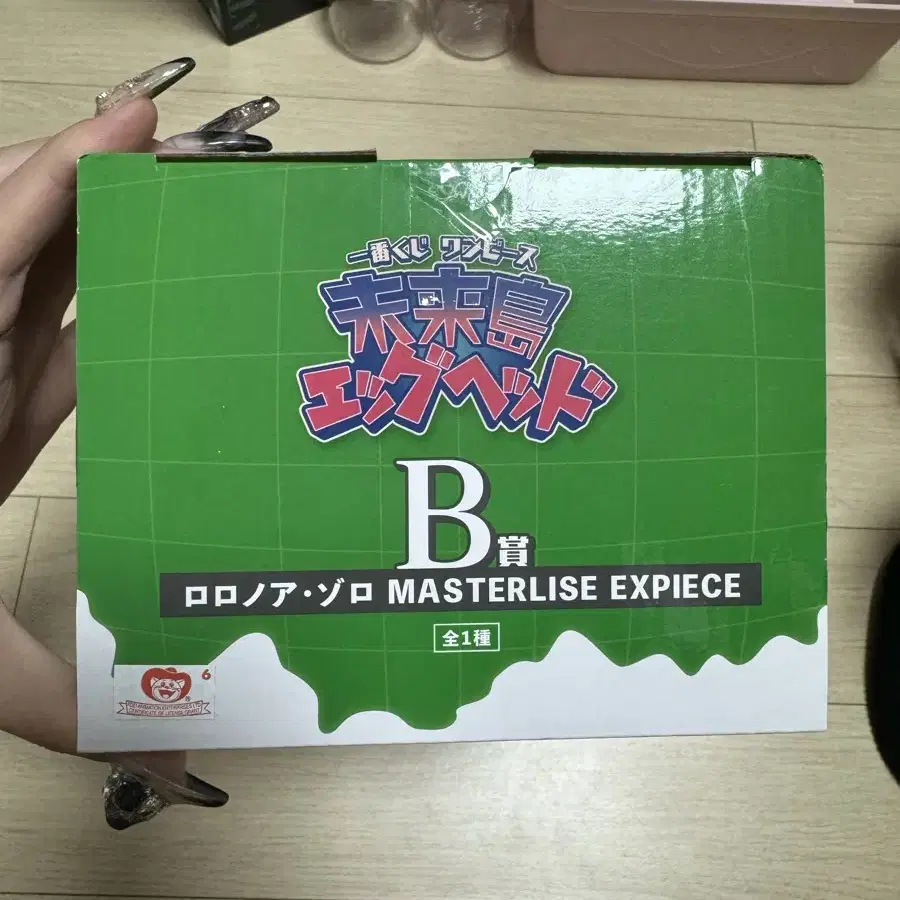 一番くじ ワンピース
未来島
エッグヘッド
B賞
ロロノア・ゾロ MASTERLISE EXPIECE
全1種
6